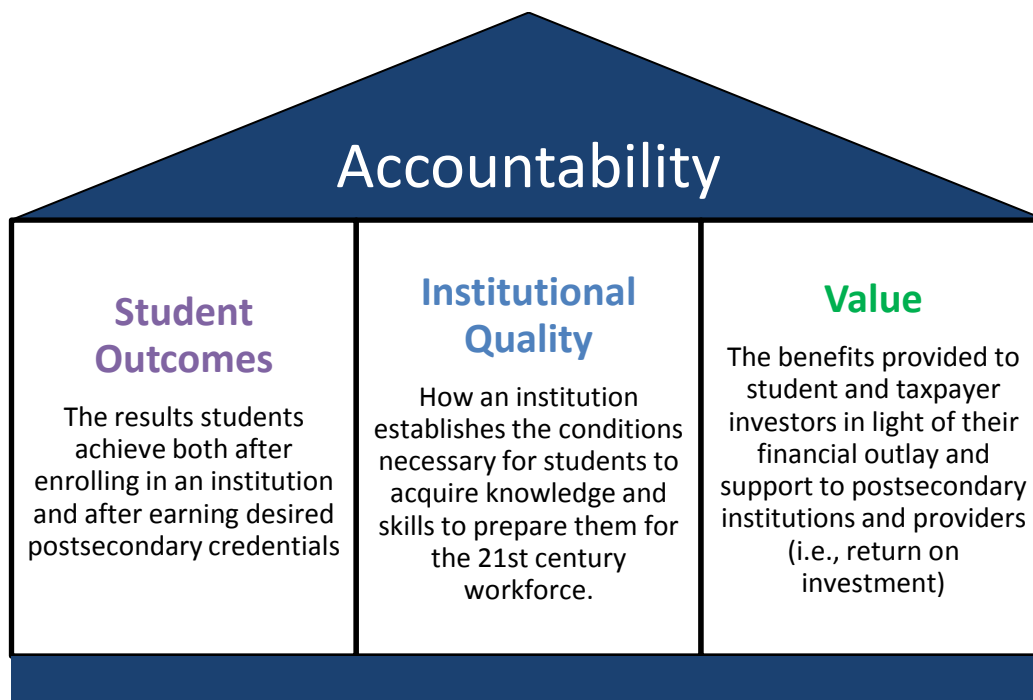 Accountability
Student
Outcomes
The results students
achieve both after
enrolling in an institution
and after earning desired
postsecondary credentials
Institutional
Quality
How an institution
establishes the conditions
necessary for students to
acquire knowledge and
skills to prepare them for
the 21st century
workforce.
Value
The benefits provided to
student and taxpayer
investors in light of their
financial outlay and
support to postsecondary
institutions and providers
(i.e., return on
investment)